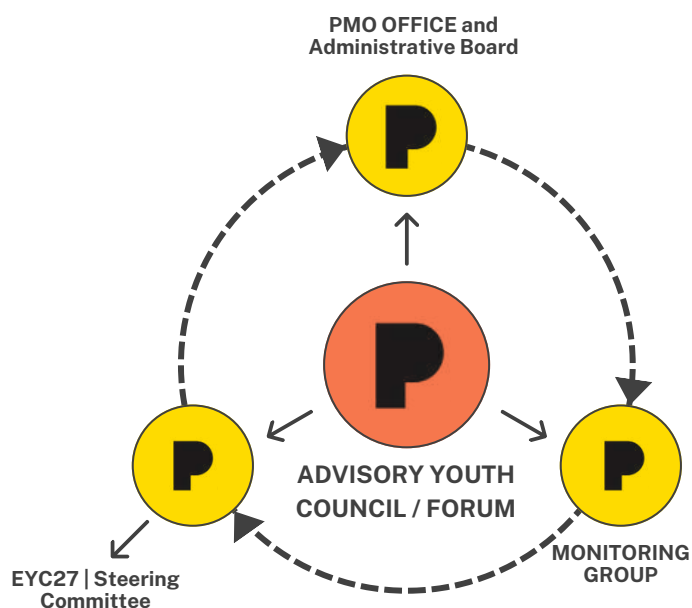 PMO OFFICE and
Administrative Board
P
P
P
P
ADVISORY YOUTH
COUNCIL / FORUM
EYC27 | Steering
Committee
MONITORING
GROUP